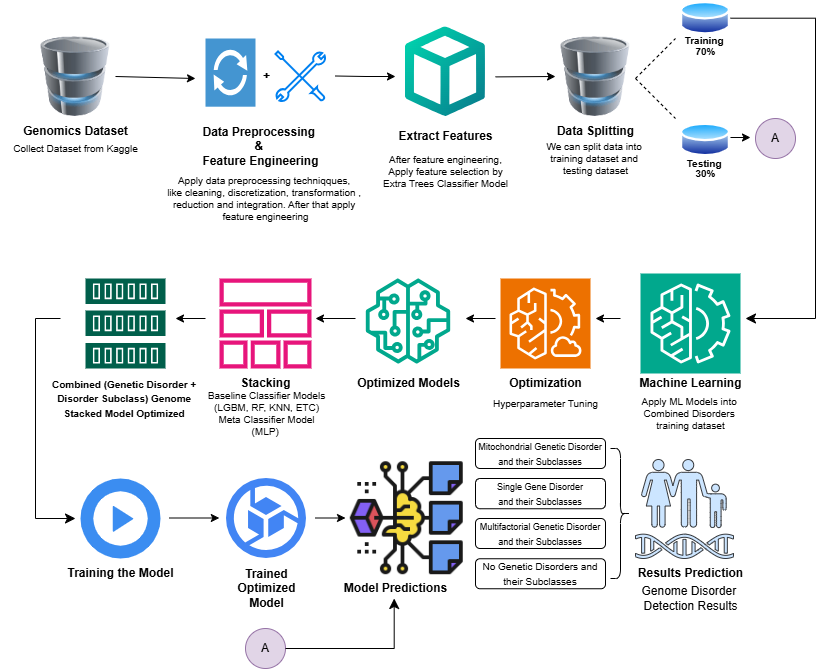 Training
70%
Testing
30%
A
Genomics Dataset
Collect Dataset from Kaggle
Data Preprocessing
&
Feature Engineering
Apply data preprocessing techniqques,
like cleaning, discretization, transformation ,
reduction and integration. After that apply
feature engineering
+
Extract Features
After feature engineering,
Apply feature selection by
Extra Trees Classifier Model
Data Splitting
We can split data into
training dataset and
testing dataset
Combined (Genetic Disorder +
Disorder Subclass) Genome
Stacked Model Optimized
Stacking
Baseline Classifier Models
(LGBM, RF, KNN, ETC)
Meta Classifier Model
(MLP)
Optimized Models
Optimization
Hyperparameter Tuning
Machine Learning
Apply ML Models into
Combined Disorders
training dataset
Training the Model
Trained
Optimized
Model
Model Predictions
Mitochondrial Genetic Disorder
and their Subclasses
Single Gene Disorder
and their Subclasses
Multifactorial Genetic Disorder
and their Subclasses
No Genetic Disorders and
their Subclasses
Results Prediction
Genome Disorder
Detection Results
A